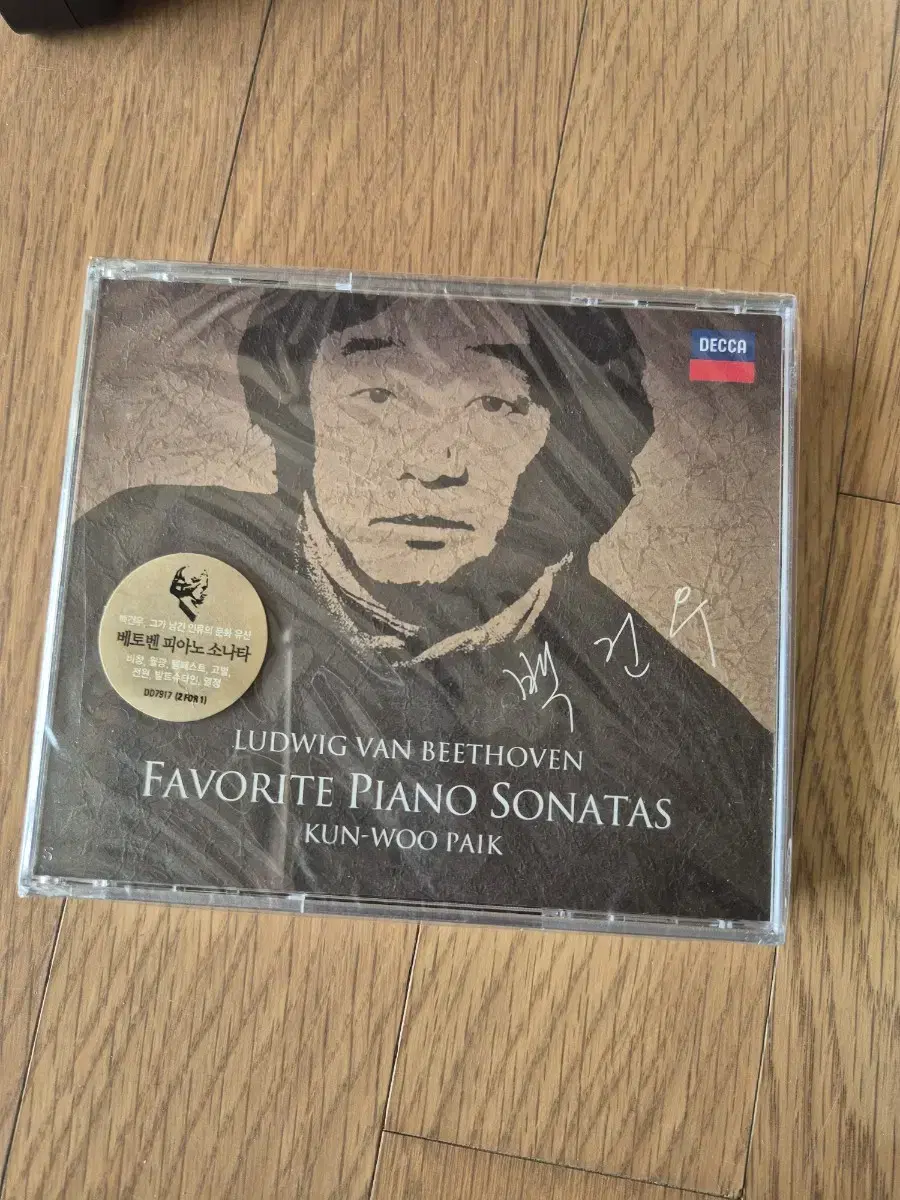 DECCA
백건우
백건우, 그가 남긴 인류의 문화 유산
베토벤 피아노 소나타
비창, 월광, 템페스트, 고별,
전원, 발트슈타인, 열정
DD7917 (2 FOR 1)
LUDWIG VAN BEETHOVEN
FAVORITE PIANO SONATAS
KUN-WOO PAIK